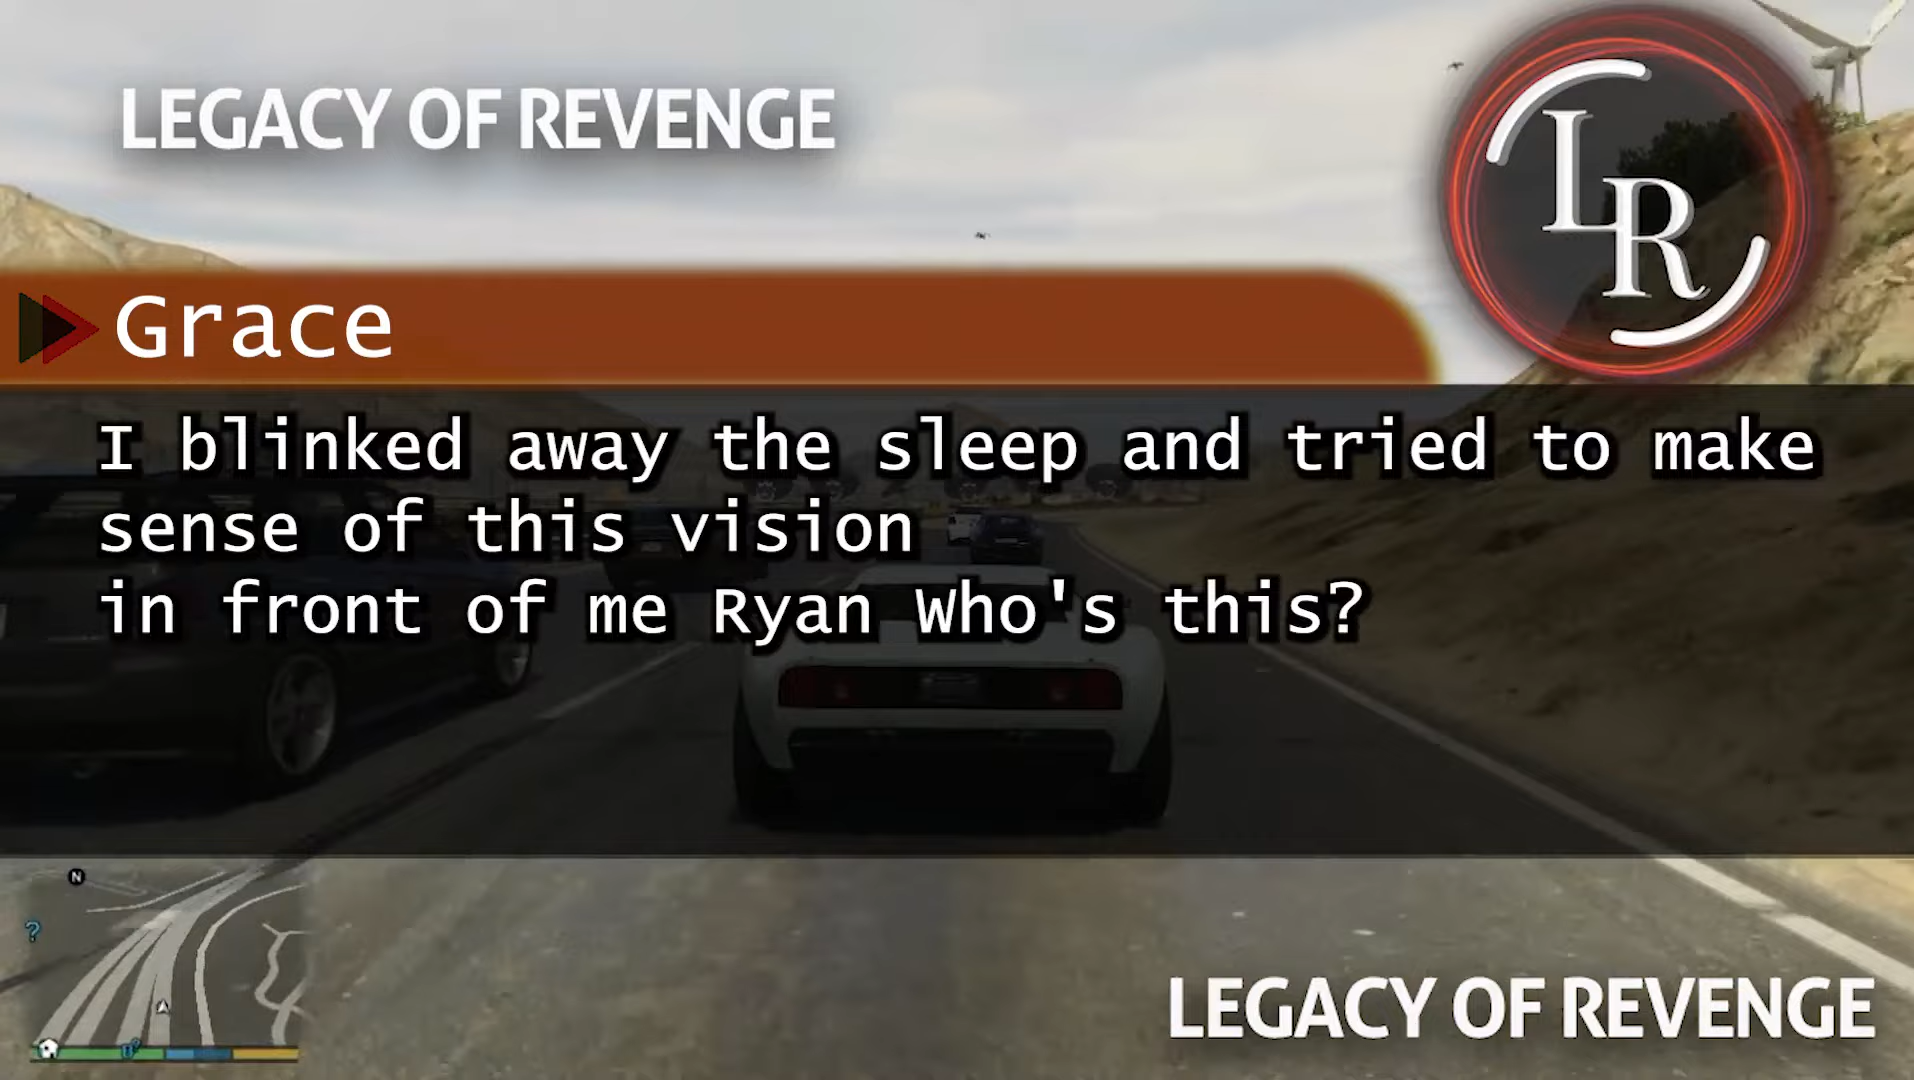 LEGACY OF REVENGE
LR
Grace
I blinked away the sleep and tried to make
sense of this vision
in front of me Ryan Who's this?
N
?
LEGACY OF REVENGE